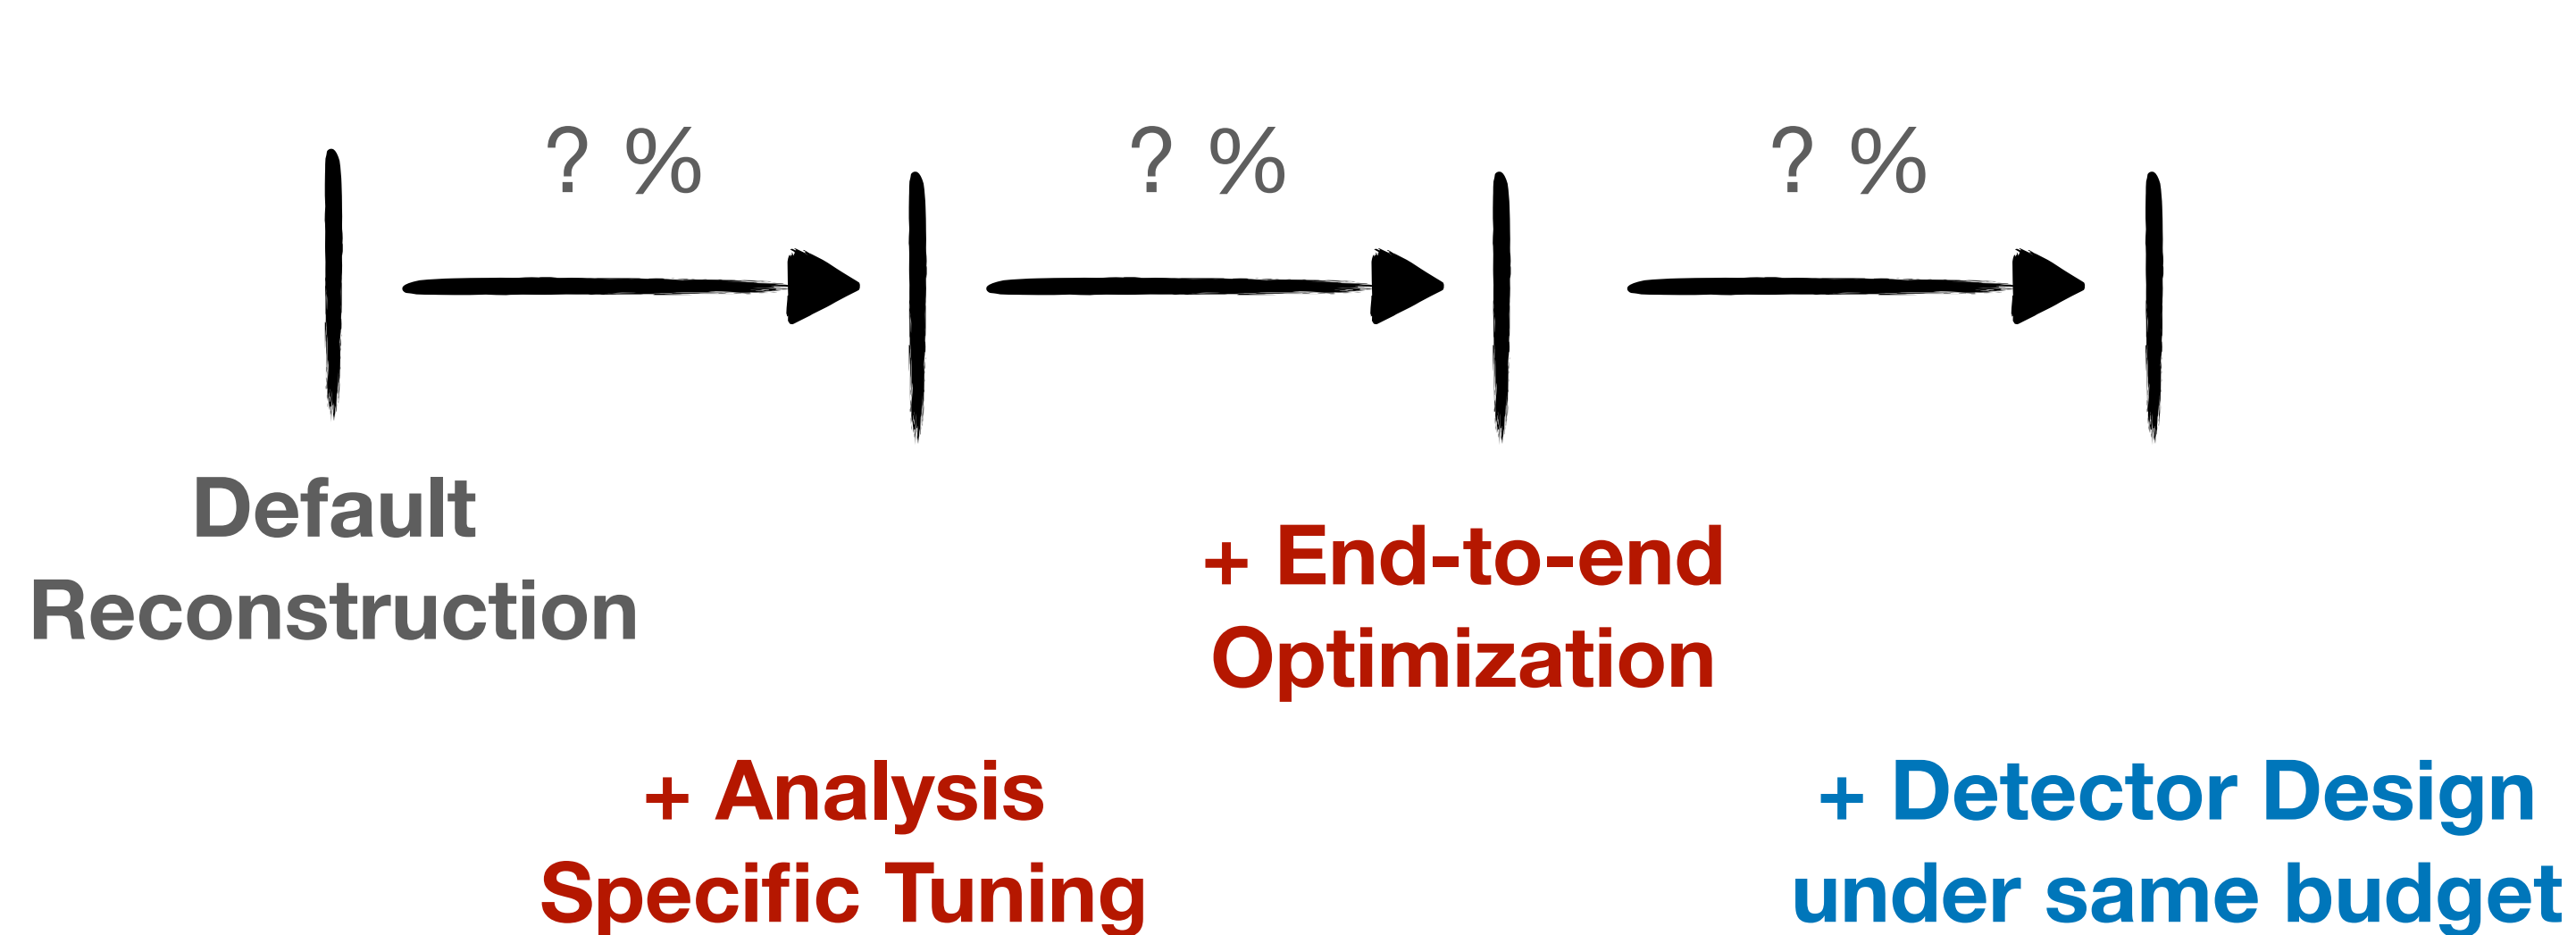 ? %
? %
? %
Default
Reconstruction
+ End-to-end
Optimization
+ Analysis
Specific Tuning
+ Detector Design
under same budget